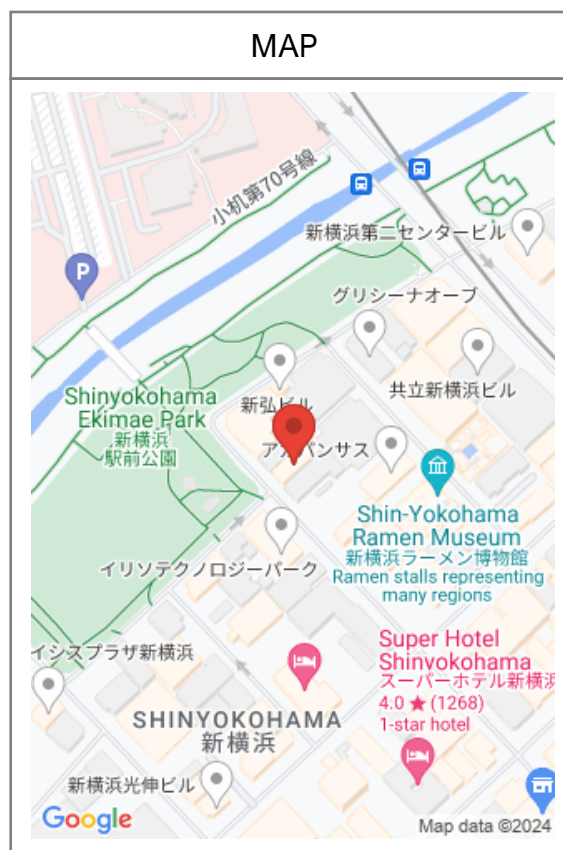 MAP
小机第70号線
新横浜第二センタービル
グリシーナオーブ
P
共立新横浜ビル
Shinyokohama
Ekimae Park
新横浜
駅前公園
新弘ビル
パンサス
Shin-Yokohama
Ramen Museum
新横浜ラーメン博物館
Ramen stalls representing
many regions
イリソテクノロジーパーク
イシスプラザ新横浜
Super Hotel
Shinvokohama
スーパーホテル新横浜
4.0 ★ (1268)
1-star hotel
SHINYOKOHAMA
新横浜
新横浜光伸ビル
Google
Map data ©2024